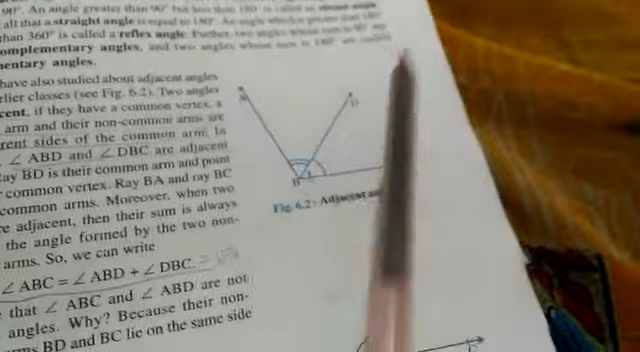 90°. An angle greater than 90° but less than 180° is called
all that a straight angle is equal to 180°. An angle which is greater than 180°
than 360° is called a reflex angle. Further, two angles whose sum is 90° are
omplementary angles, and two angles whose sum is 180° are called
mentary angles.
have also studied about adjacent angles
lier classes (see Fig. 6.2). Two angles
cent, if they have a common vertex, a
arm and their non-common arms are
rent sides of the common arm. In
∠ ABD and ∠ DBC are adjacent
ay BD is their common arm and point
common vertex. Ray BA and ray BC
common arms. Moreover, when two
re adjacent, then their sum is always
the angle formed by the two non-
arms. So, we can write
∠ ABC = ∠ ABD + ∠ DBC.
that ∠ ABC and ∠ ABD are not
angles. Why? Because their non-
rms BD and BC lie on the same side
A
D
B
Fig. 6.2 : Adjacent